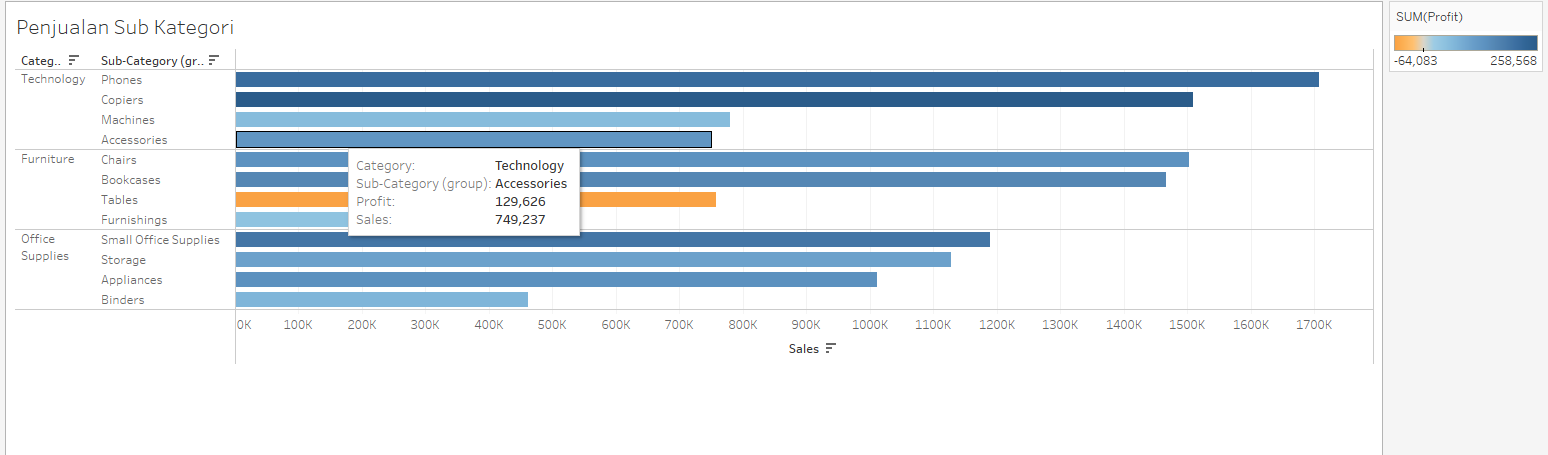 Penjualan Sub Kategori
Categ.. Sub-Category (gr..
Technology Phones
Copiers
Machines
Accessories
Furniture Chairs
Bookcases
Tables
Furnishings
Office Supplies Small Office Supplies
Storage
Appliances
Binders
Category: Technology
Sub-Category (group): Accessories
Profit: 129,626
Sales: 749,237
0K 100K 200K 300K 400K 500K 600K 700K 800K 900K 1000K 1100K 1200K 1300K 1400K 1500K 1600K 1700K
Sales
SUM(Profit)
-64,083 258,568